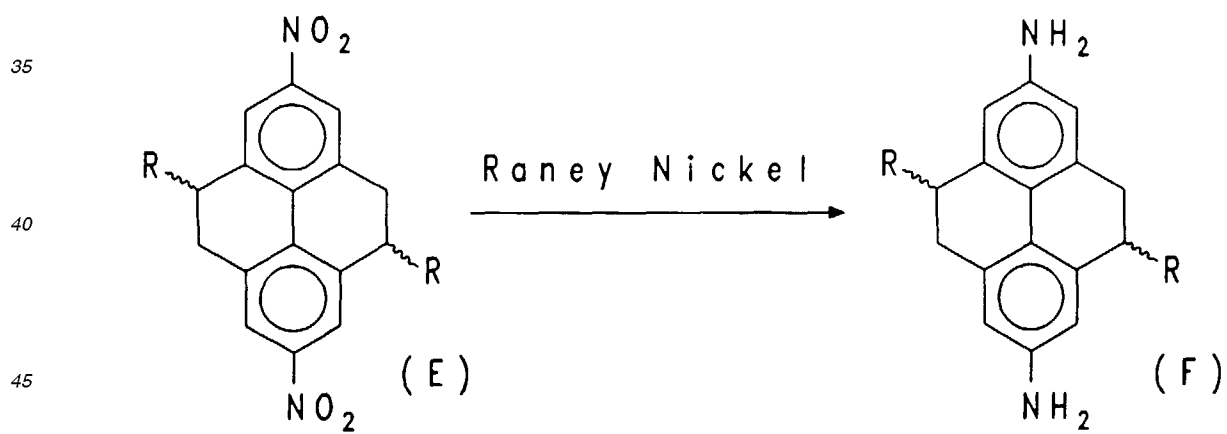 NO₂ NH₂
35
R Raney Nickel R
40
R R
(E) (F)
45
NO₂ NH₂